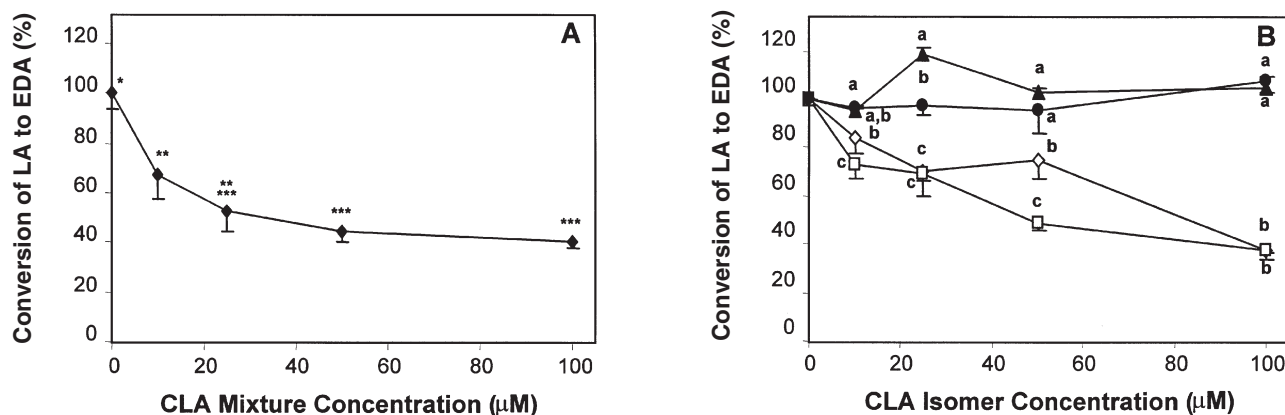 A
Conversion of LA to EDA (%)
120
100
80
60
40
20
0
*
**
**
***
***
***
0 20 40 60 80 100
CLA Mixture Concentration (μM)
B
Conversion of LA to EDA (%)
120
100
80
60
40
20
0
a
a
a
a
b
a,b
a
a
b
c
c
b
c
c
b
b
0 20 40 60 80 100
CLA Isomer Concentration (μM)